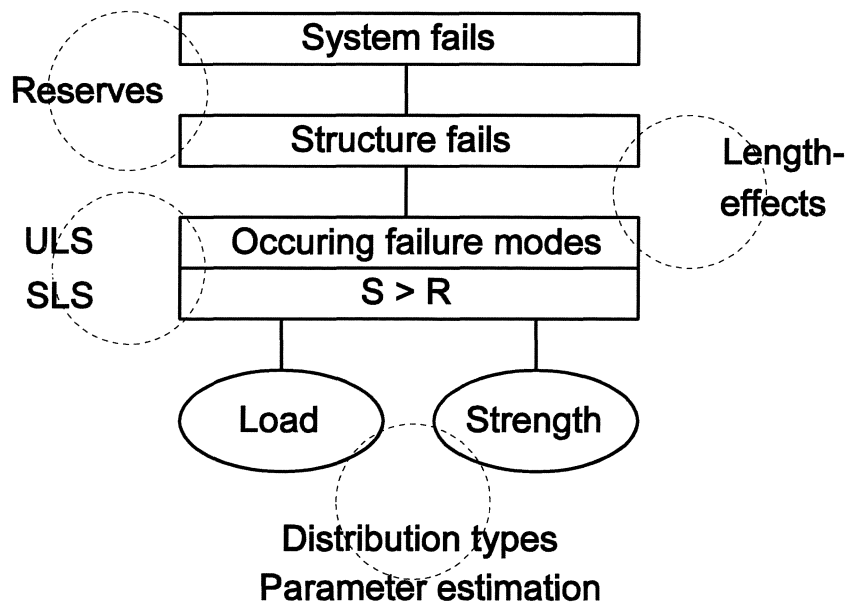 System fails
Reserves
Structure fails
Length-
effects
ULS
SLS
Occuring failure modes
S > R
Load
Strength
Distribution types
Parameter estimation